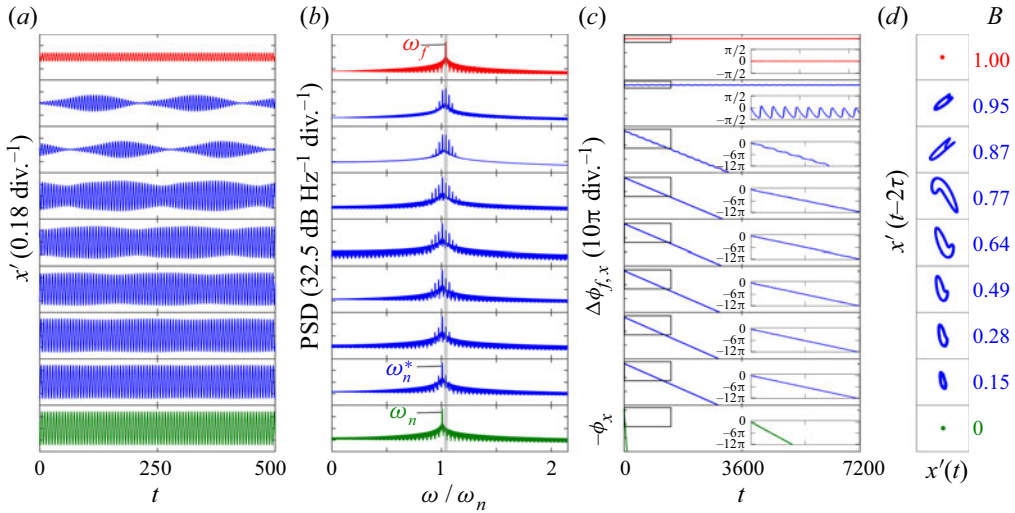 (a)
(b)
(c)
(d)
B
x′ (0.18 div.⁻¹)
0
250
500
t
PSD (32.5 dB Hz⁻¹ div.⁻¹)
ω_f
ω_n^*
ω_n
0
1
2
ω / ω_n
Δϕ_{f,x} (10π div.⁻¹)
−ϕ_x
π/2
0
−π/2
π/2
0
−π/2
0
−6π
−12π
0
−6π
−12π
0
−6π
−12π
0
−6π
−12π
0
−6π
−12π
0
−6π
−12π
0
−6π
−12π
0
3600
7200
t
x′ (t−2τ)
x′(t)
1.00
0.95
0.87
0.77
0.64
0.49
0.28
0.15
0